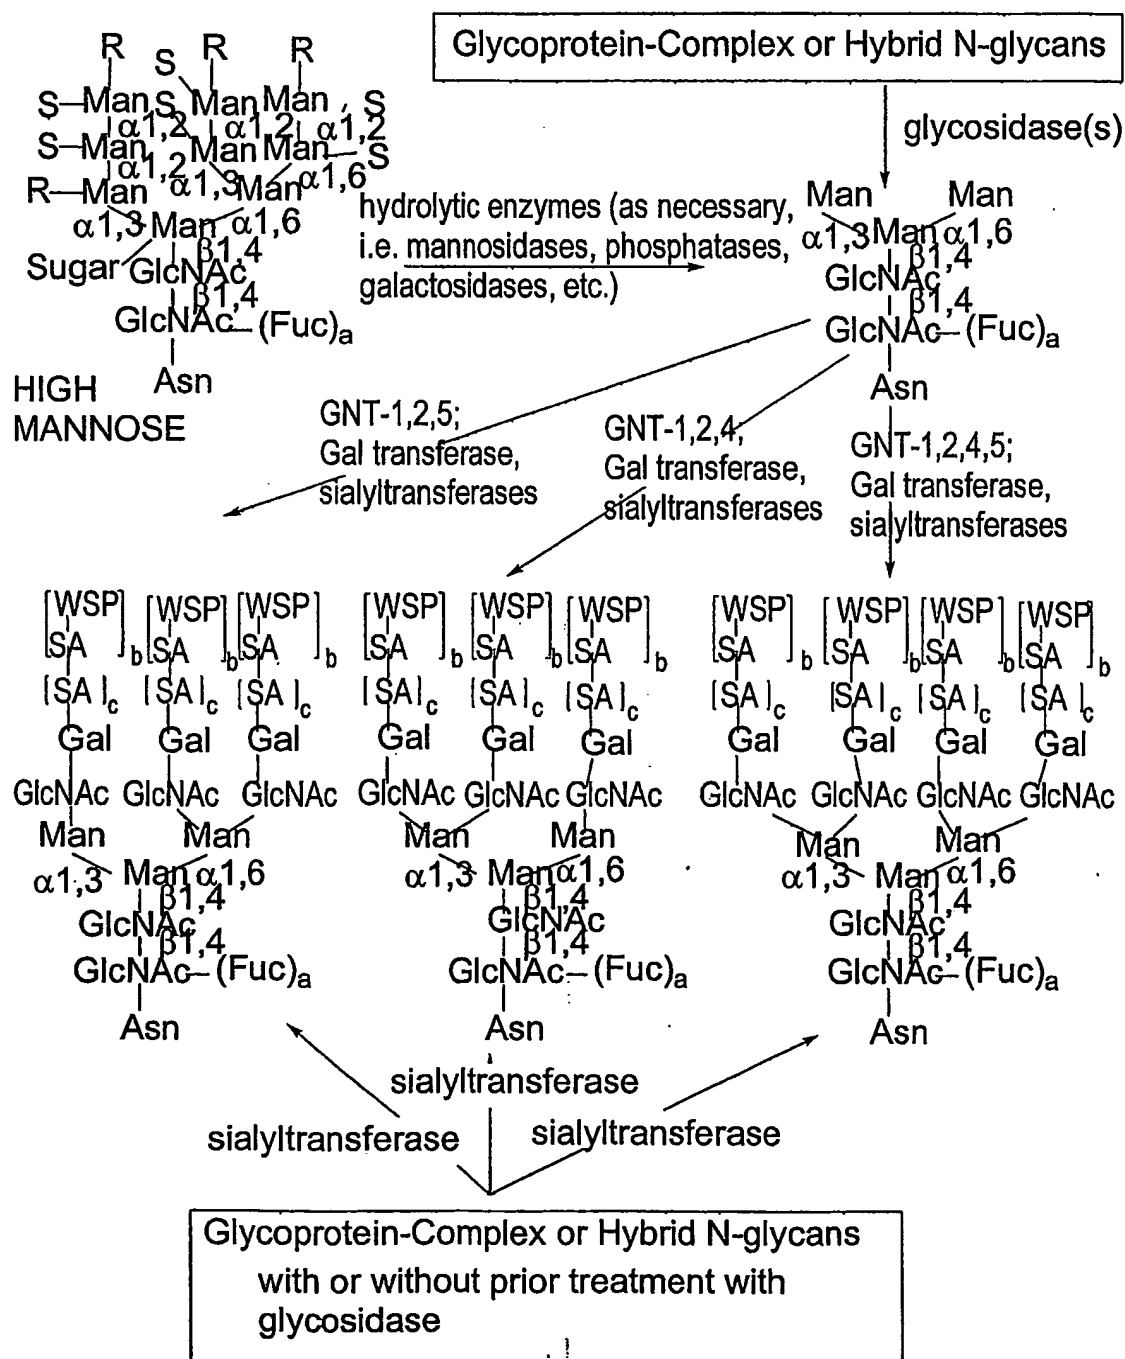 Glycoprotein-Complex or Hybrid N-glycans
R S R R
S–Man S Man Man S
α1,2 α1,2 α1,2
S–Man Man Man–S
α1,2 α1,3 α1,6
R–Man Man
α1,3 Man α1,6
β1,4
Sugar GlcNAc
β1,4
GlcNAc–(Fuc)a
Asn
HIGH
MANNOSE
hydrolytic enzymes (as necessary,
i.e. mannosidases, phosphatases,
galactosidases, etc.)
glycosidase(s)
Man Man
α1,3 Man α1,6
β1,4
GlcNAc
β1,4
GlcNAc–(Fuc)a
Asn
GNT-1,2,5;
Gal transferase,
sialyltransferases
GNT-1,2,4;
Gal transferase,
sialyltransferases
GNT-1,2,4,5;
Gal transferase,
sialyltransferases
[WSP] [WSP] [WSP]
[SA]b [SA]b [SA]b
[SA]c [SA]c [SA]c
Gal Gal Gal
GlcNAc GlcNAc GlcNAc
Man Man
α1,3 Man α1,6
β1,4
GlcNAc
β1,4
GlcNAc–(Fuc)a
Asn
[WSP] [WSP] [WSP]
[SA]b [SA]b [SA]b
[SA]c [SA]c [SA]c
Gal Gal Gal
GlcNAc GlcNAc GlcNAc
Man Man
α1,3 Man α1,6
β1,4
GlcNAc
β1,4
GlcNAc–(Fuc)a
Asn
[WSP] [WSP] [WSP] [WSP]
[SA]b [SA]b [SA]b [SA]b
[SA]c [SA]c [SA]c [SA]c
Gal Gal Gal Gal
GlcNAc GlcNAc GlcNAc GlcNAc
Man Man
α1,3 Man α1,6
β1,4
GlcNAc
β1,4
GlcNAc–(Fuc)a
Asn
sialyltransferase
sialyltransferase sialyltransferase
Glycoprotein-Complex or Hybrid N-glycans
with or without prior treatment with
glycosidase